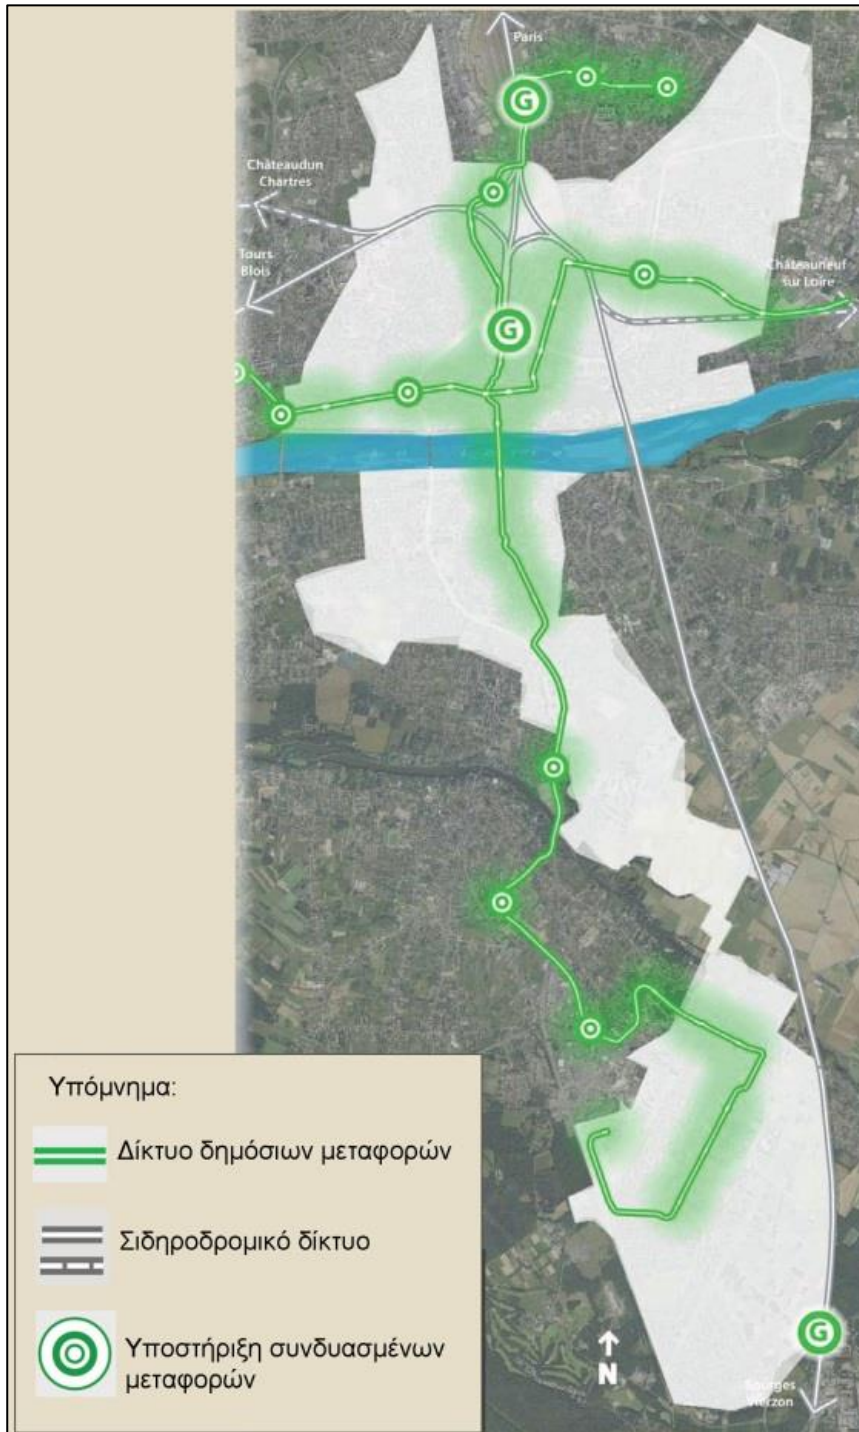 Paris
G
Châteaudun
Chartres
Tours
Blois
Châteauneuf
sur Loire
G
G
Bourges
Vierzon
N
Υπόμνημα:
Δίκτυο δημόσιων μεταφορών
Σιδηροδρομικό δίκτυο
Υποστήριξη συνδυασμένων
μεταφορών